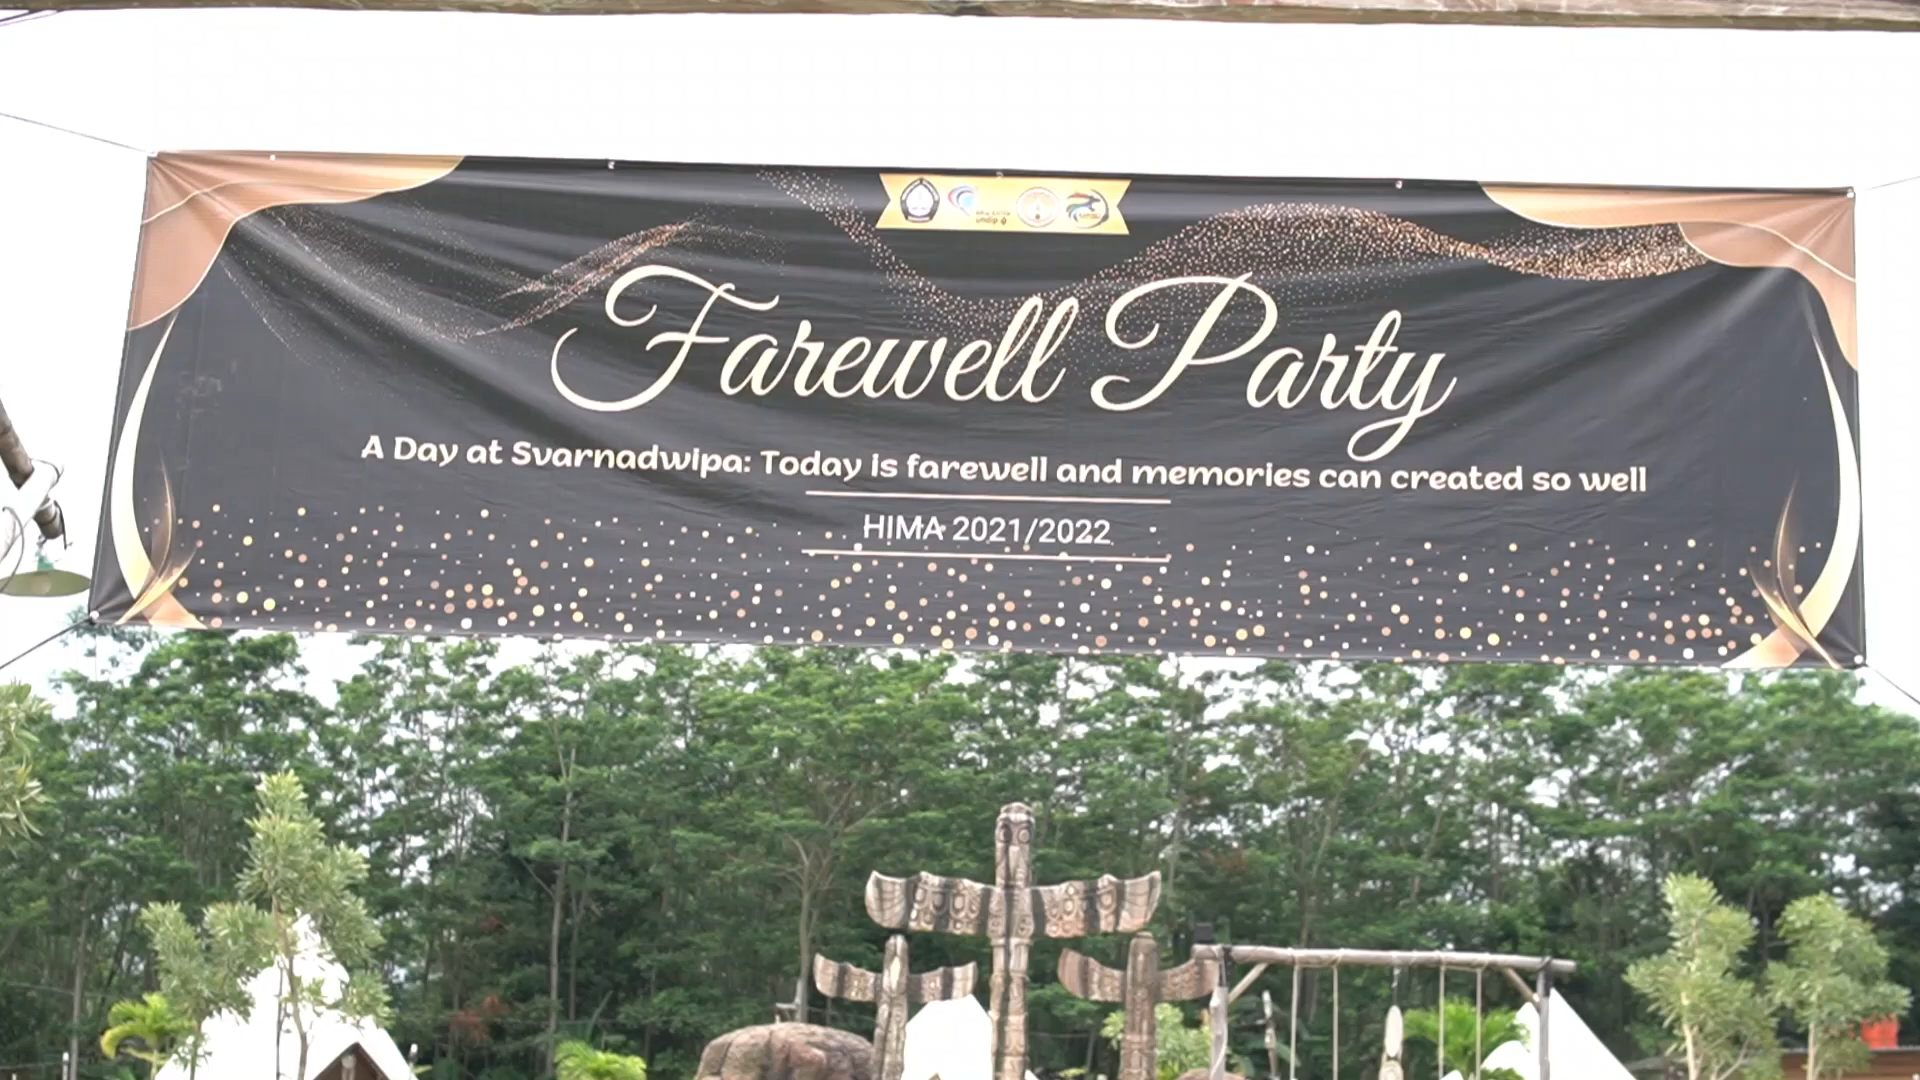 Farewell Party
A Day at Svarnadwipa: Today is farewell and memories can created so well
HIMA 2021/2022